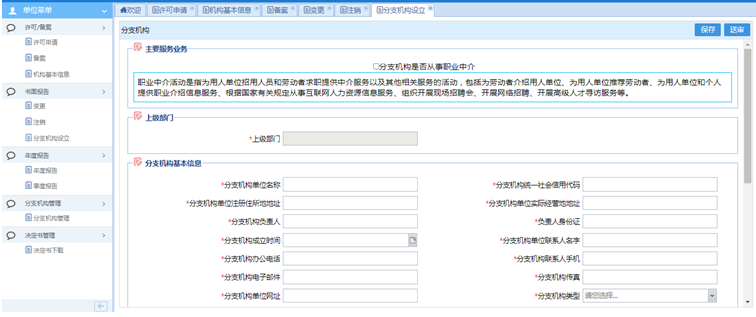 单位菜单
许可/备案
许可申请
备案
机构基本信息
书面报告
变更
注销
分支机构设立
年度报告
年度报告
季度报告
分支机构管理
分支机构管理
决定书管理
决定书下载
欢迎 许可申请 机构基本信息 备案 变更 注销 分支机构设立
分支机构 保存 送审
主要服务业务
分支机构是否从事职业中介
职业中介活动是指为用人单位招用人员和劳动者求职提供中介服务以及其他相关服务的活动，包括为劳动者介绍用人单位、为用人单位推荐劳动者、为用人单位和个人
提供职业介绍信息服务、根据国家有关规定从事互联网人力资源信息服务、组织开展现场招聘会、开展网络招聘、开展高级人才寻访服务等。
上级部门
*上级部门
分支机构基本信息
*分支机构单位名称 *分支机构统一社会信用代码
*分支机构单位注册住所地地址 *分支机构单位实际经营地地址
*分支机构负责人 *负责人身份证
*分支机构成立时间 *分支机构单位联系人名字
*分支机构办公电话 *分支机构联系人手机
*分支机构电子邮件 *分支机构传真
*分支机构单位网址 *分支机构类型 请您选择...